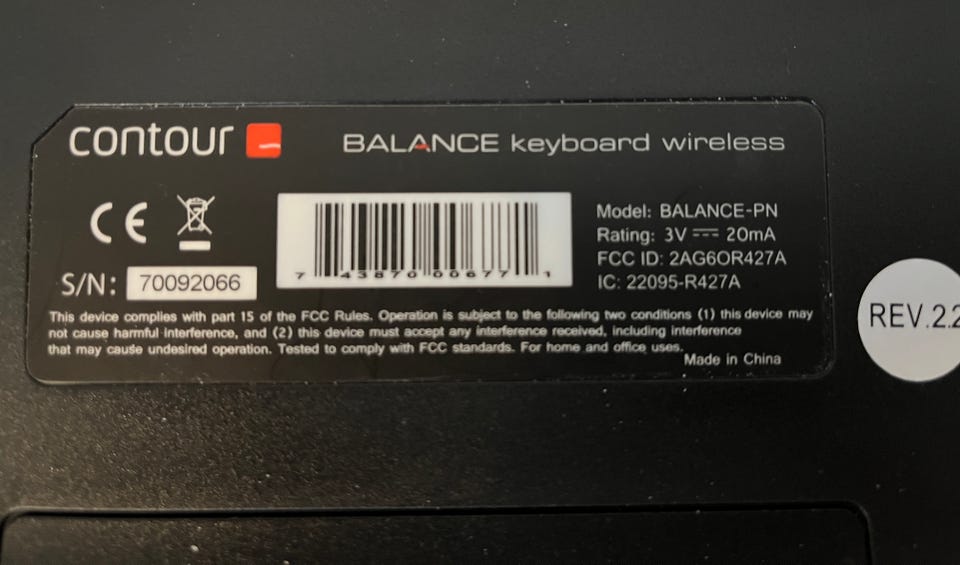 contour
BALANCE keyboard wireless
CE
Model: BALANCE-PN
Rating: 3V ⎓ 20mA
FCC ID: 2AG6OR427A
IC: 22095-R427A
7 43870 00677 1
S/N: 70092066
This device complies with part 15 of the FCC Rules. Operation is subject to the following two conditions (1) this device may
not cause harmful interference, and (2) this device must accept any interference received, including interference
that may cause undesired operation. Tested to comply with FCC standards. For home and office uses.
Made in China
REV.2.2